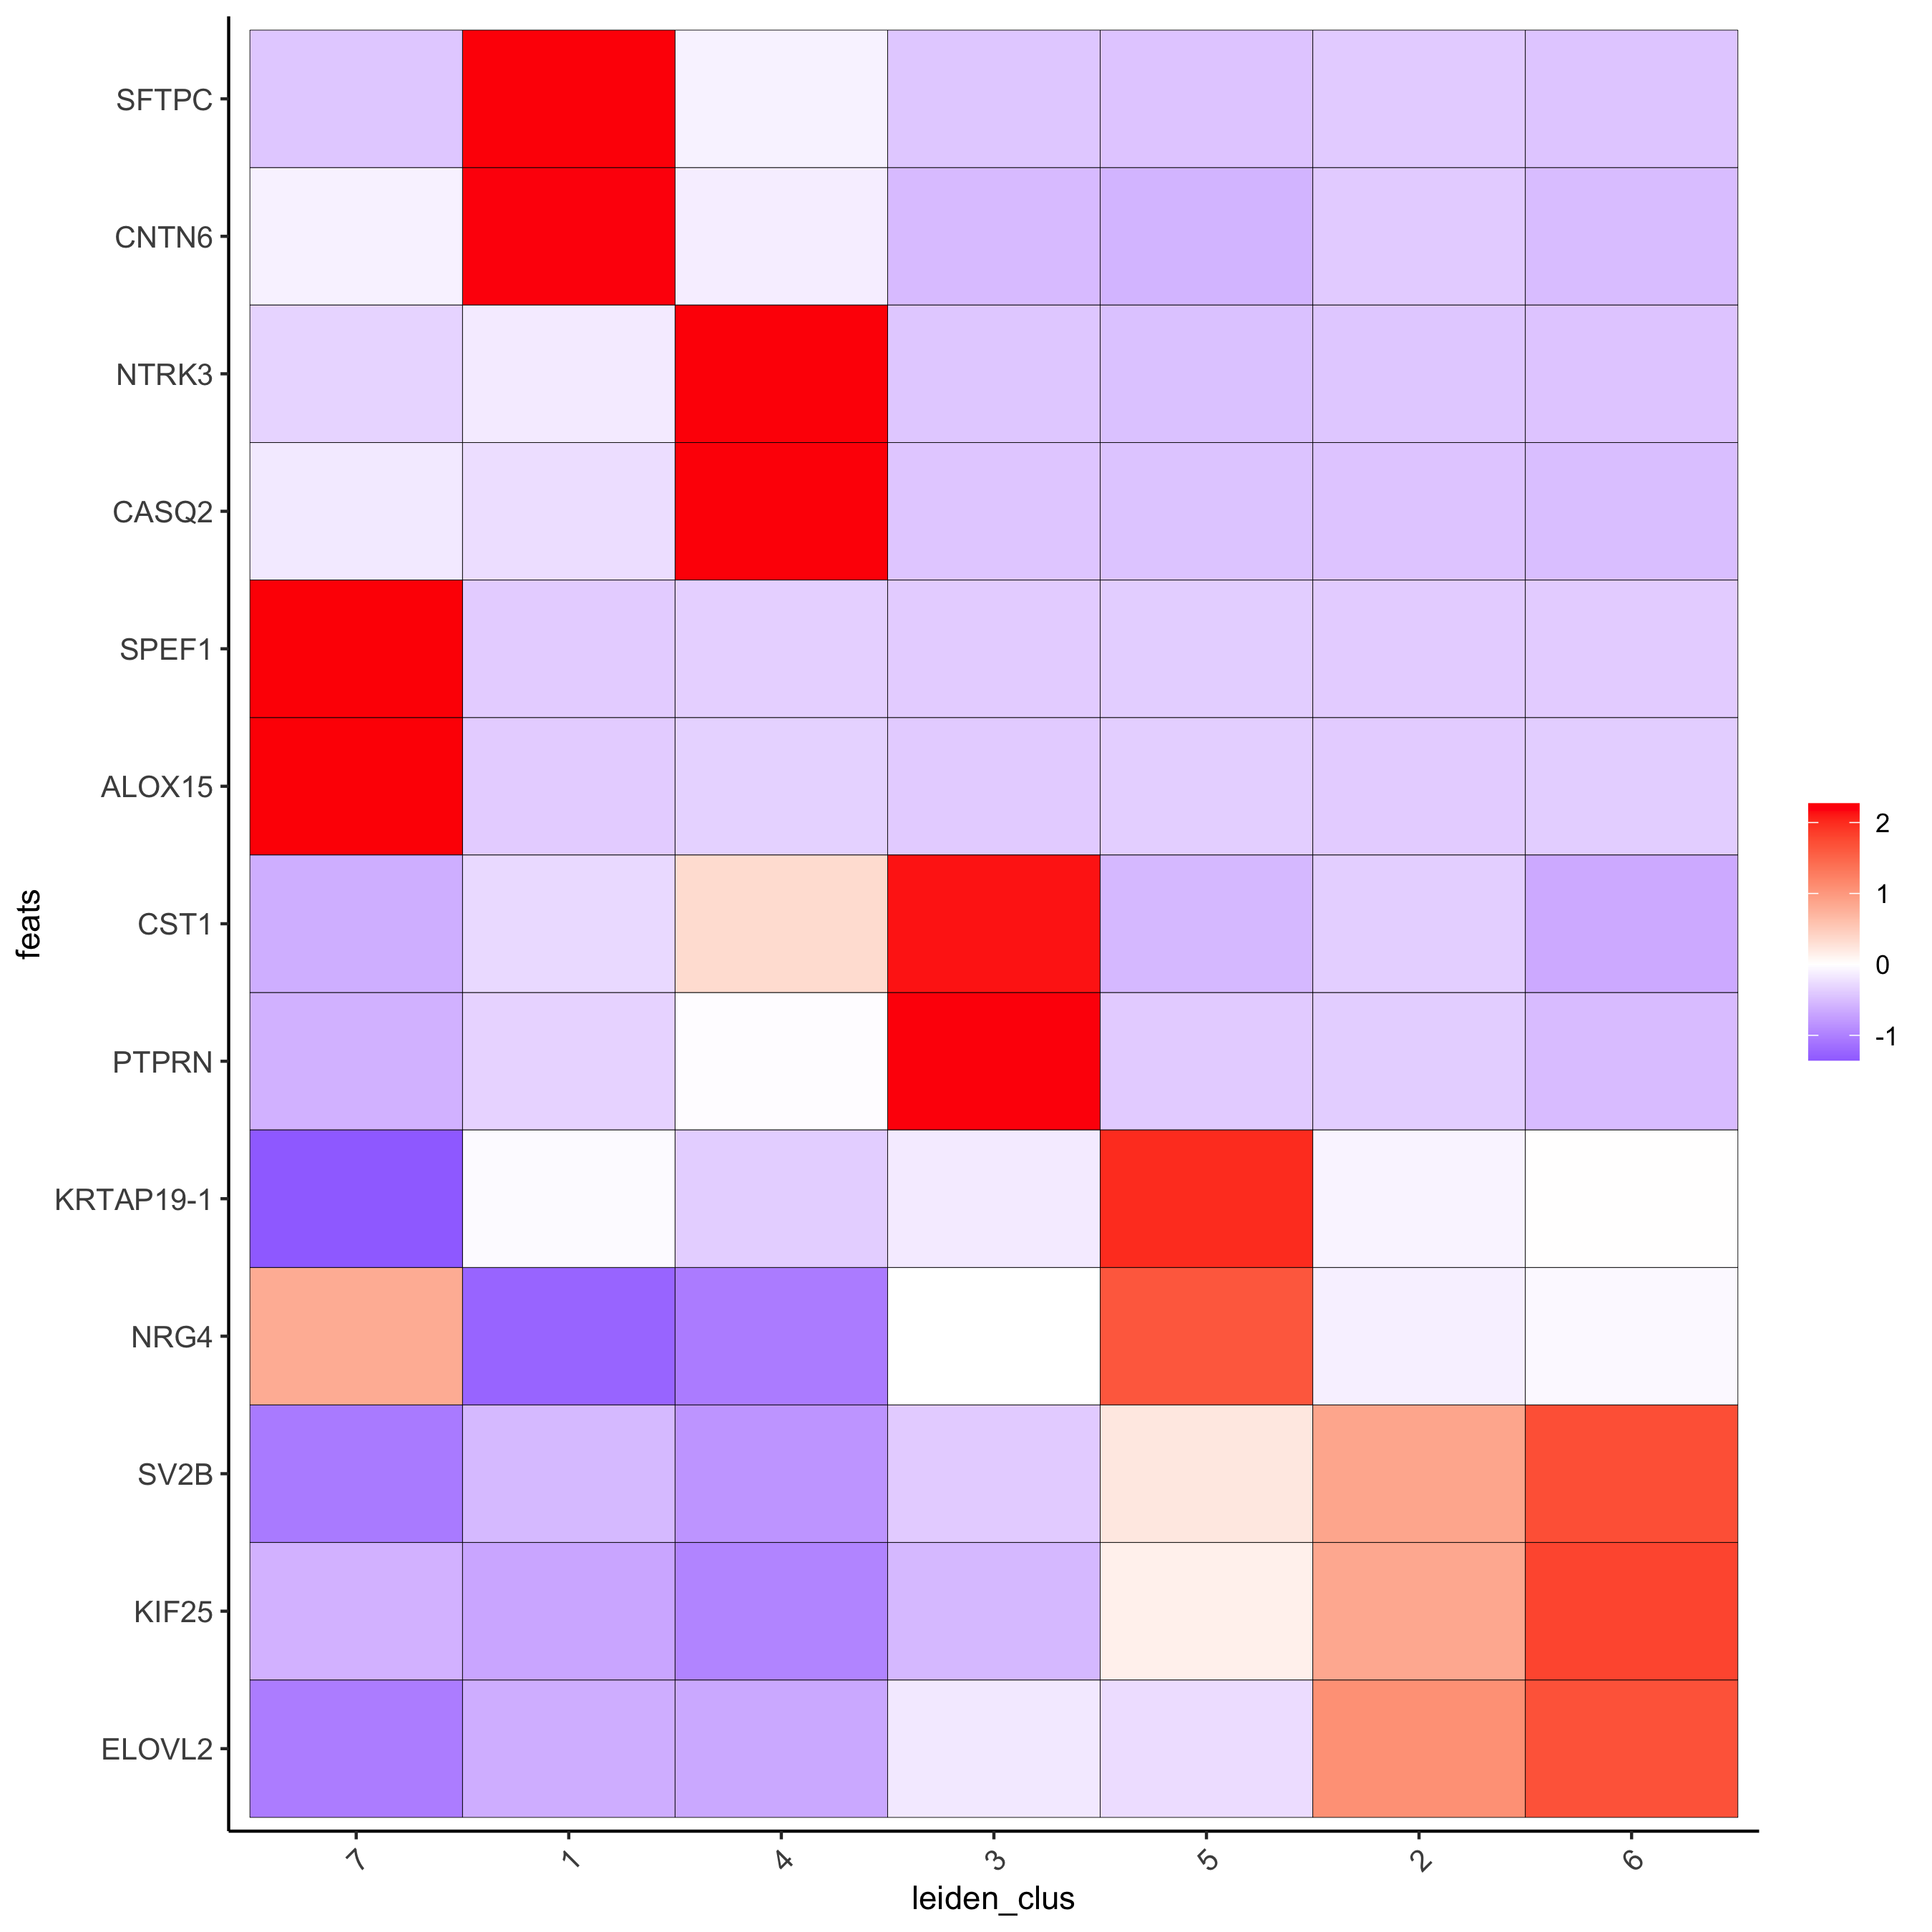 SFTPC
CNTN6
NTRK3
CASQ2
SPEF1
ALOX15
CST1
PTPRN
KRTAP19-1
NRG4
SV2B
KIF25
ELOVL2
feats
7 1 4 3 5 2 6
leiden_clus
2
1
0
-1